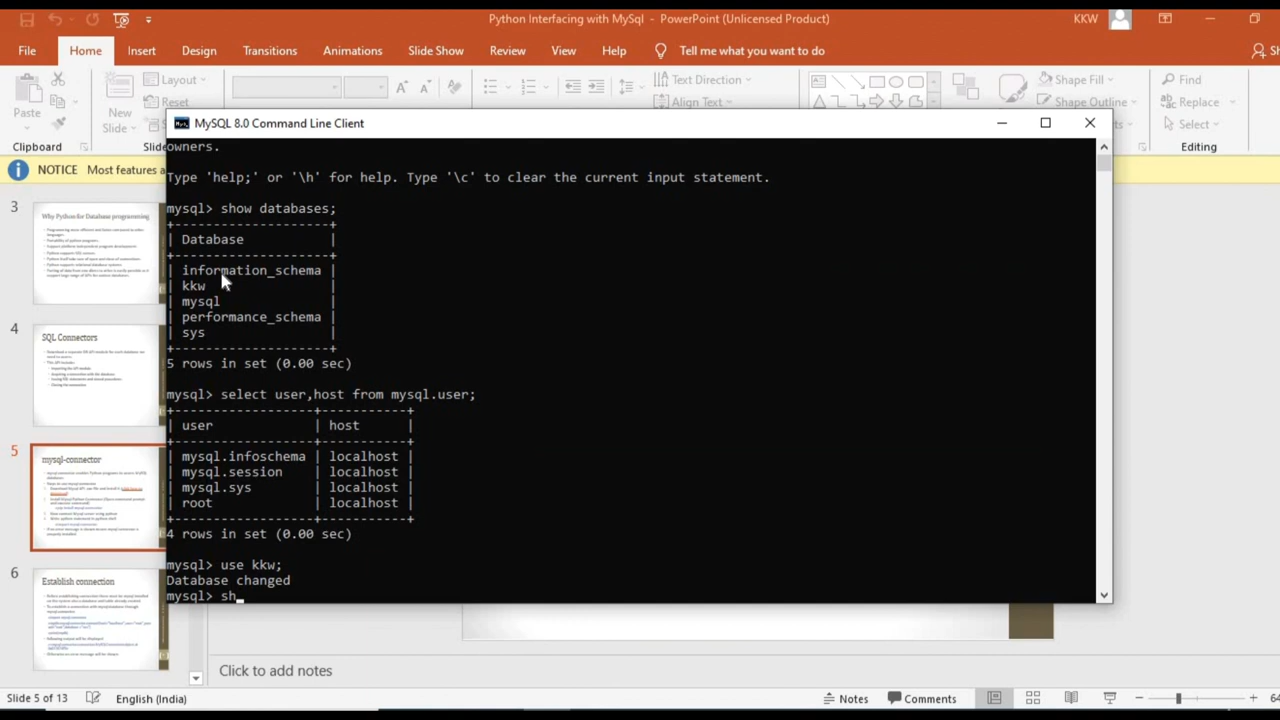 Python Interfacing with MySql - PowerPoint (Unlicensed Product)
KKW
File Home Insert Design Transitions Animations Slide Show Review View Help Tell me what you want to do
Paste
New
Slide
Layout
Reset
Text Direction
Align Text
Shape Fill
Shape Outline
Find
Replace
Select
Clipboard
Editing
NOTICE Most features a
MySQL 8.0 Command Line Client
owners.
Type 'help;' or '\h' for help. Type '\c' to clear the current input statement.
mysql> show databases;
+--------------------+
| Database           |
+--------------------+
| information_schema |
| kkw                |
| mysql              |
| performance_schema |
| sys                |
+--------------------+
5 rows in set (0.00 sec
mysql> select user,host from mysql.user;
+------------------+-----------+
| user             | host      |
+------------------+-----------+
| mysql.infoschema | localhost |
| mysql.session    | localhost |
| mysql.sys        | localhost |
| root             | localhost |
+------------------+-----------+
4 rows in set (0.00 sec)
mysql> use kkw;
Database changed
mysql> sh
3
Why Python for Database programming
4
SQL Connectors
5
mysql-connector
6
Establish connection
Click to add notes
Slide 5 of 13 English (India) Notes Comments 64